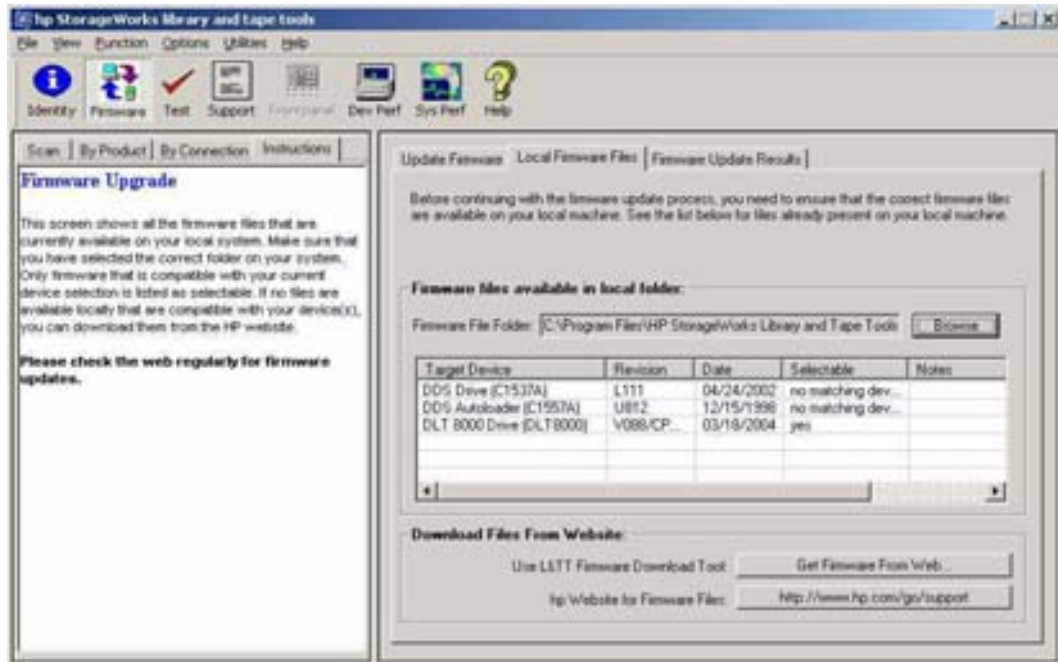 hp StorageWorks library and tape tools
File View Function Options Utilities Help
Identity Firmware Test Support Frontpanel Dev Perf Sys Perf Help
Scan By Product By Connection Instructions
Firmware Upgrade
This screen shows all the firmware files that are
currently available on your local system. Make sure that
you have selected the correct folder on your system.
Only firmware that is compatible with your current
device selection is listed as selectable. If no files are
available locally that are compatible with your device(s),
you can download them from the HP website.
Please check the web regularly for firmware
updates.
Update Firmware Local Firmware Files Firmware Update Results
Before continuing with the firmware update process, you need to ensure that the correct firmware files
are available on your local machine. See the list below for files already present on your local machine.
Firmware files available in local folder:
Firmware File Folder: C:\Program Files\HP StorageWorks Library and Tape Tools Browse
Target Device Revision Date Selectable Notes
DDS Drive (C1537A) L111 04/24/2002 no matching dev...
DDS Autoloader (C1557A) U812 12/15/1998 no matching dev...
DLT 8000 Drive (DLT8000) V088/CP... 03/18/2004 yes
Download Files From Website:
Use L&TT Firmware Download Tool: Get Firmware From Web...
hp Website for Firmware Files: http://www.hp.com/go/support